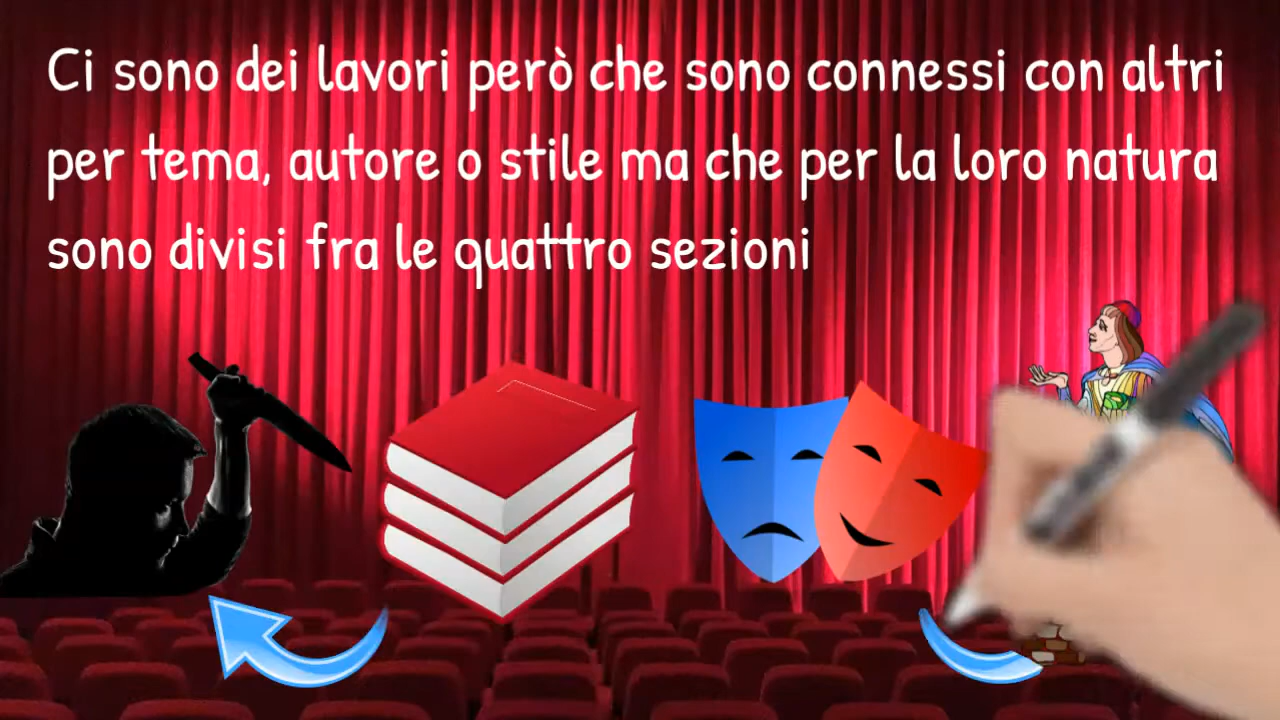 Ci sono dei lavori però che sono connessi con altri
per tema, autore o stile ma che per la loro natura
sono divisi fra le quattro sezioni